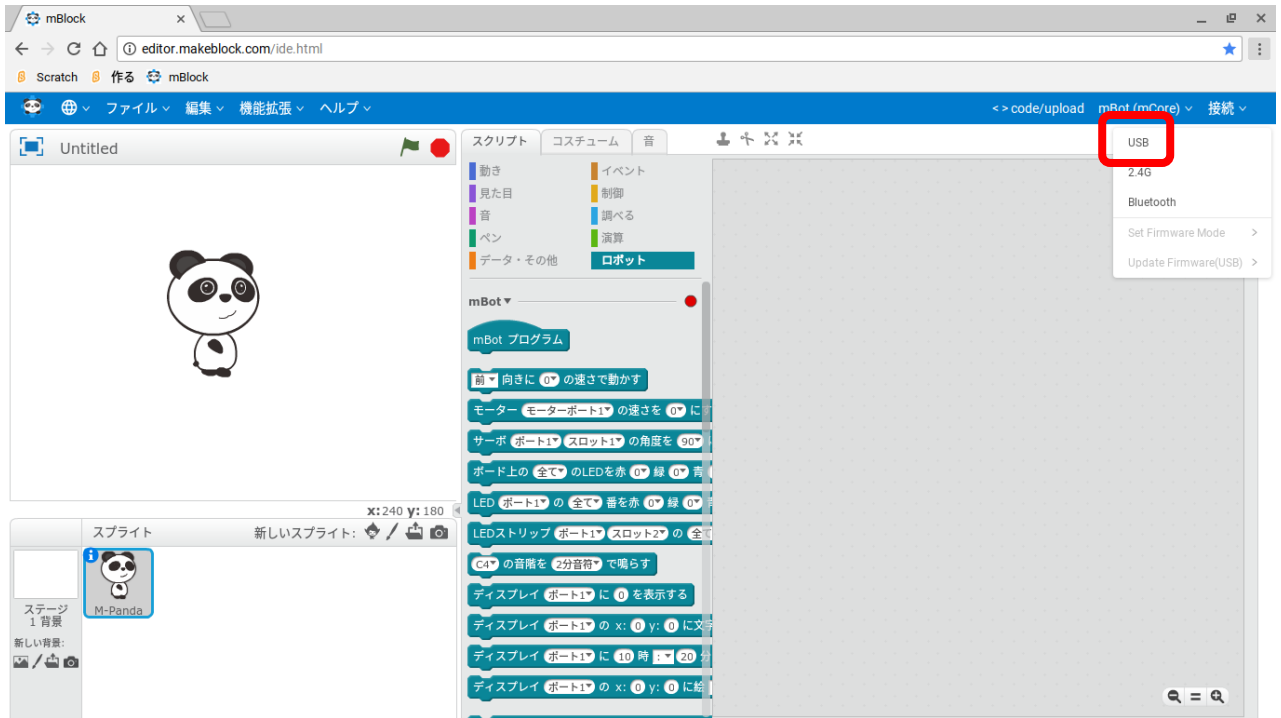 mBlock
editor.makeblock.com/ide.html
Scratch 作る mBlock
ファイル 編集 機能拡張 ヘルプ <>code/upload mBot (mCore) 接続
Untitled
スクリプト コスチューム 音
USB
2.4G
Bluetooth
Set Firmware Mode
Update Firmware(USB)
動き イベント
見た目 制御
音 調べる
ペン 演算
データ・その他 ロボット
mBot
mBot プログラム
前 向きに 0 の速さで動かす
モーター モーターポート1 の速さを 0 にす
サーボ ポート1 スロット1 の角度を 90
ボード上の 全て のLEDを赤 0 緑 0 青
LED ポート1 の 全て 番を赤 0 緑 0
LEDストリップ ポート1 スロット2 の 全て
C4 の音階を 2分音符 で鳴らす
ディスプレイ ポート1 に 0 を表示する
ディスプレイ ポート1 の x: 0 y: 0 に文字
ディスプレイ ポート1 に 10 時 : 20 分
ディスプレイ ポート1 の x: 0 y: 0 に絵
x: 240 y: 180
スプライト 新しいスプライト:
M-Panda
ステージ
1 背景
新しい背景: